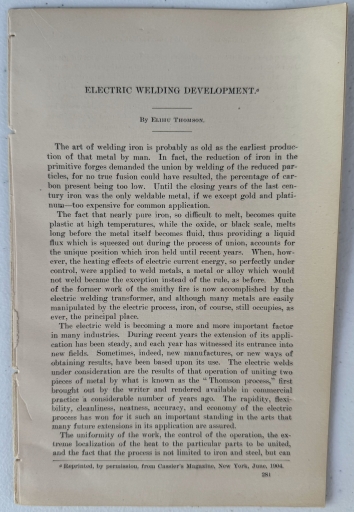 ELECTRIC WELDING DEVELOPMENT.a
By Elihu Thomson.
The art of welding iron is probably as old as the earliest produc-
tion of that metal by man. In fact, the reduction of iron in the
primitive forges demanded the union by welding of the reduced par-
ticles, for no true fusion could have resulted, the percentage of car-
bon present being too low. Until the closing years of the last cen-
tury iron was the only weldable metal, if we except gold and plati-
num—too expensive for common application.
The fact that nearly pure iron, so difficult to melt, becomes quite
plastic at high temperatures, while the oxide, or black scale, melts
long before the metal itself becomes fluid, thus providing a liquid
flux which is squeezed out during the process of union, accounts for
the unique position which iron held until recent years. When, how-
ever, the heating effects of electric current energy, so perfectly under
control, were applied to weld metals, a metal or alloy which would
not weld became the exception instead of the rule, as before. Much
of the former work of the smithy fire is now accomplished by the
electric welding transformer, and although many metals are easily
manipulated by the electric process, iron, of course, still occupies, as
ever, the principal place.
The electric weld is becoming a more and more important factor
in many industries. During recent years the extension of its appli-
cation has been steady, and each year has witnessed its entrance into
new fields. Sometimes, indeed, new manufactures, or new ways of
obtaining results, have been based upon its use. The electric welds
under consideration are the results of that operation of uniting two
pieces of metal by what is known as the "Thomson process," first
brought out by the writer and rendered available in commercial
practice a considerable number of years ago. The rapidity, flexi-
bility, cleanliness, neatness, accuracy, and economy of the electric
process has won for it such an important standing in the arts that
many future extensions in its application are assured.
The uniformity of the work, the control of the operation, the ex-
treme localization of the heat to the particular parts to be united,
and the fact that the process is not limited to iron and steel, but can
a Reprinted, by permission, from Cassier's Magazine, New York, June, 1904.
281